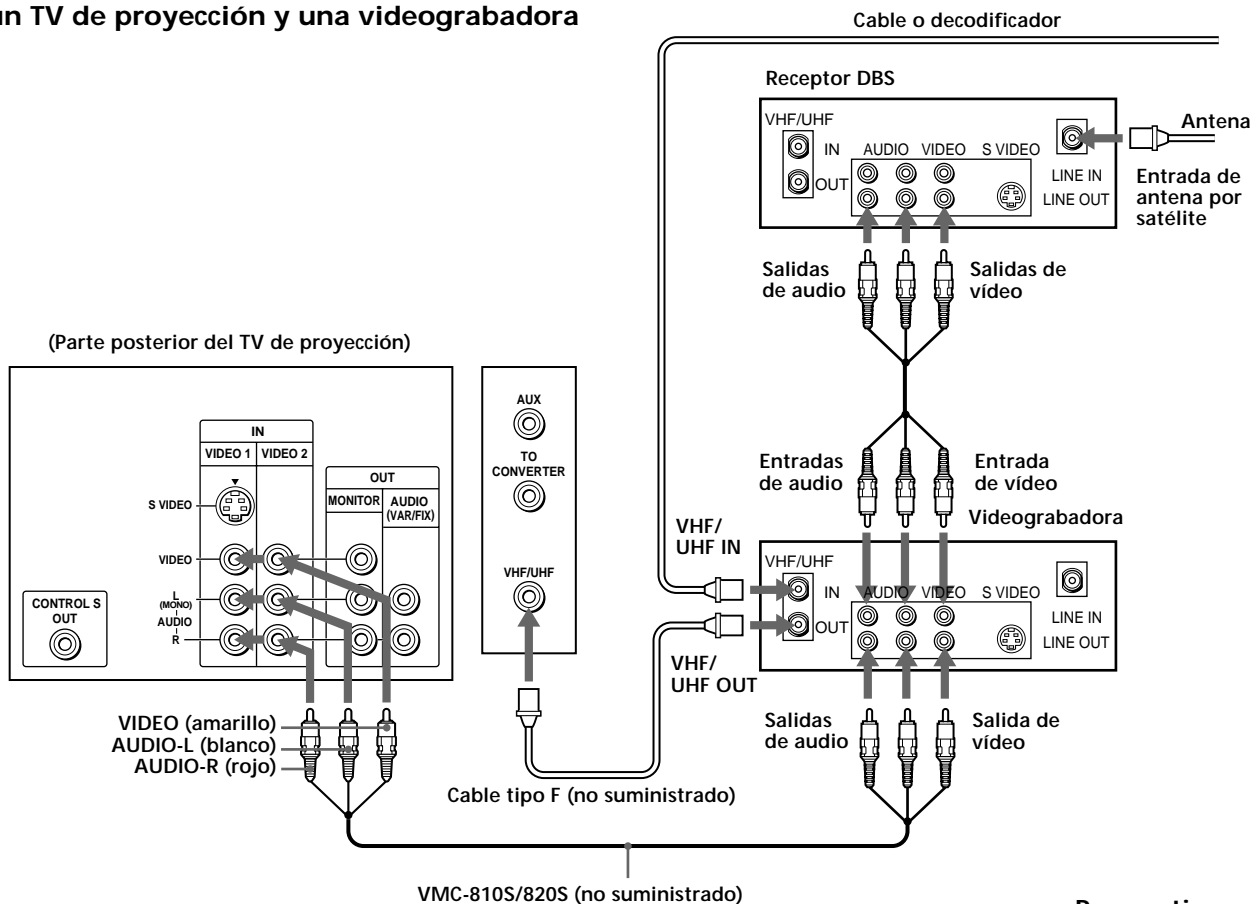 un TV de proyección y una videograbadora
Cable o decodificador
Receptor DBS
VHF/UHF
IN
OUT
AUDIO
VIDEO
S VIDEO
LINE IN
LINE OUT
Antena
Entrada de
antena por
satélite
Salidas
de audio
Salidas de
vídeo
(Parte posterior del TV de proyección)
IN
VIDEO 1
VIDEO 2
S VIDEO
VIDEO
L
(MONO)
AUDIO
R
OUT
MONITOR
AUDIO
(VAR/FIX)
CONTROL S
OUT
AUX
TO
CONVERTER
VHF/UHF
Entradas
de audio
Entrada
de vídeo
Videograbadora
VHF/
UHF IN
VHF/UHF
IN
OUT
AUDIO
VIDEO
S VIDEO
LINE IN
LINE OUT
VHF/
UHF OUT
Salidas
de audio
Salida de
vídeo
VIDEO (amarillo)
AUDIO-L (blanco)
AUDIO-R (rojo)
Cable tipo F (no suministrado)
VMC-810S/820S (no suministrado)